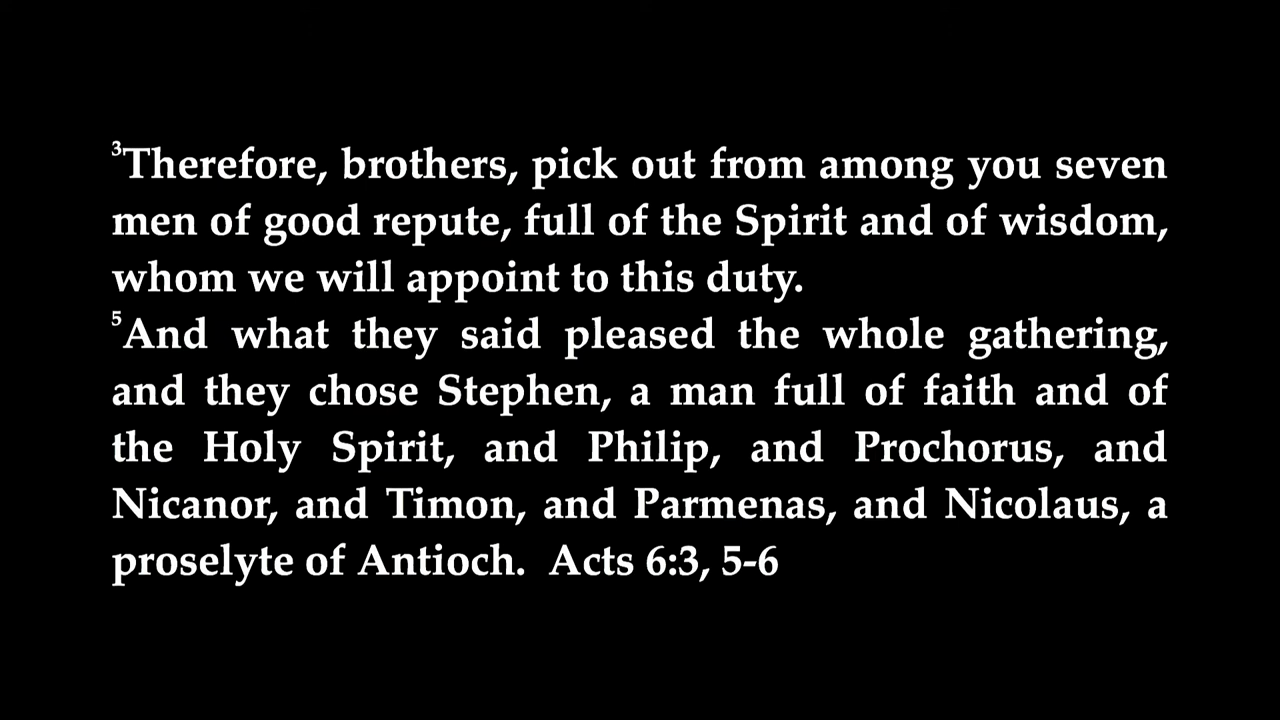 ³Therefore, brothers, pick out from among you seven
men of good repute, full of the Spirit and of wisdom,
whom we will appoint to this duty.
⁵And what they said pleased the whole gathering,
and they chose Stephen, a man full of faith and of
the Holy Spirit, and Philip, and Prochorus, and
Nicanor, and Timon, and Parmenas, and Nicolaus, a
proselyte of Antioch.  Acts 6:3, 5-6